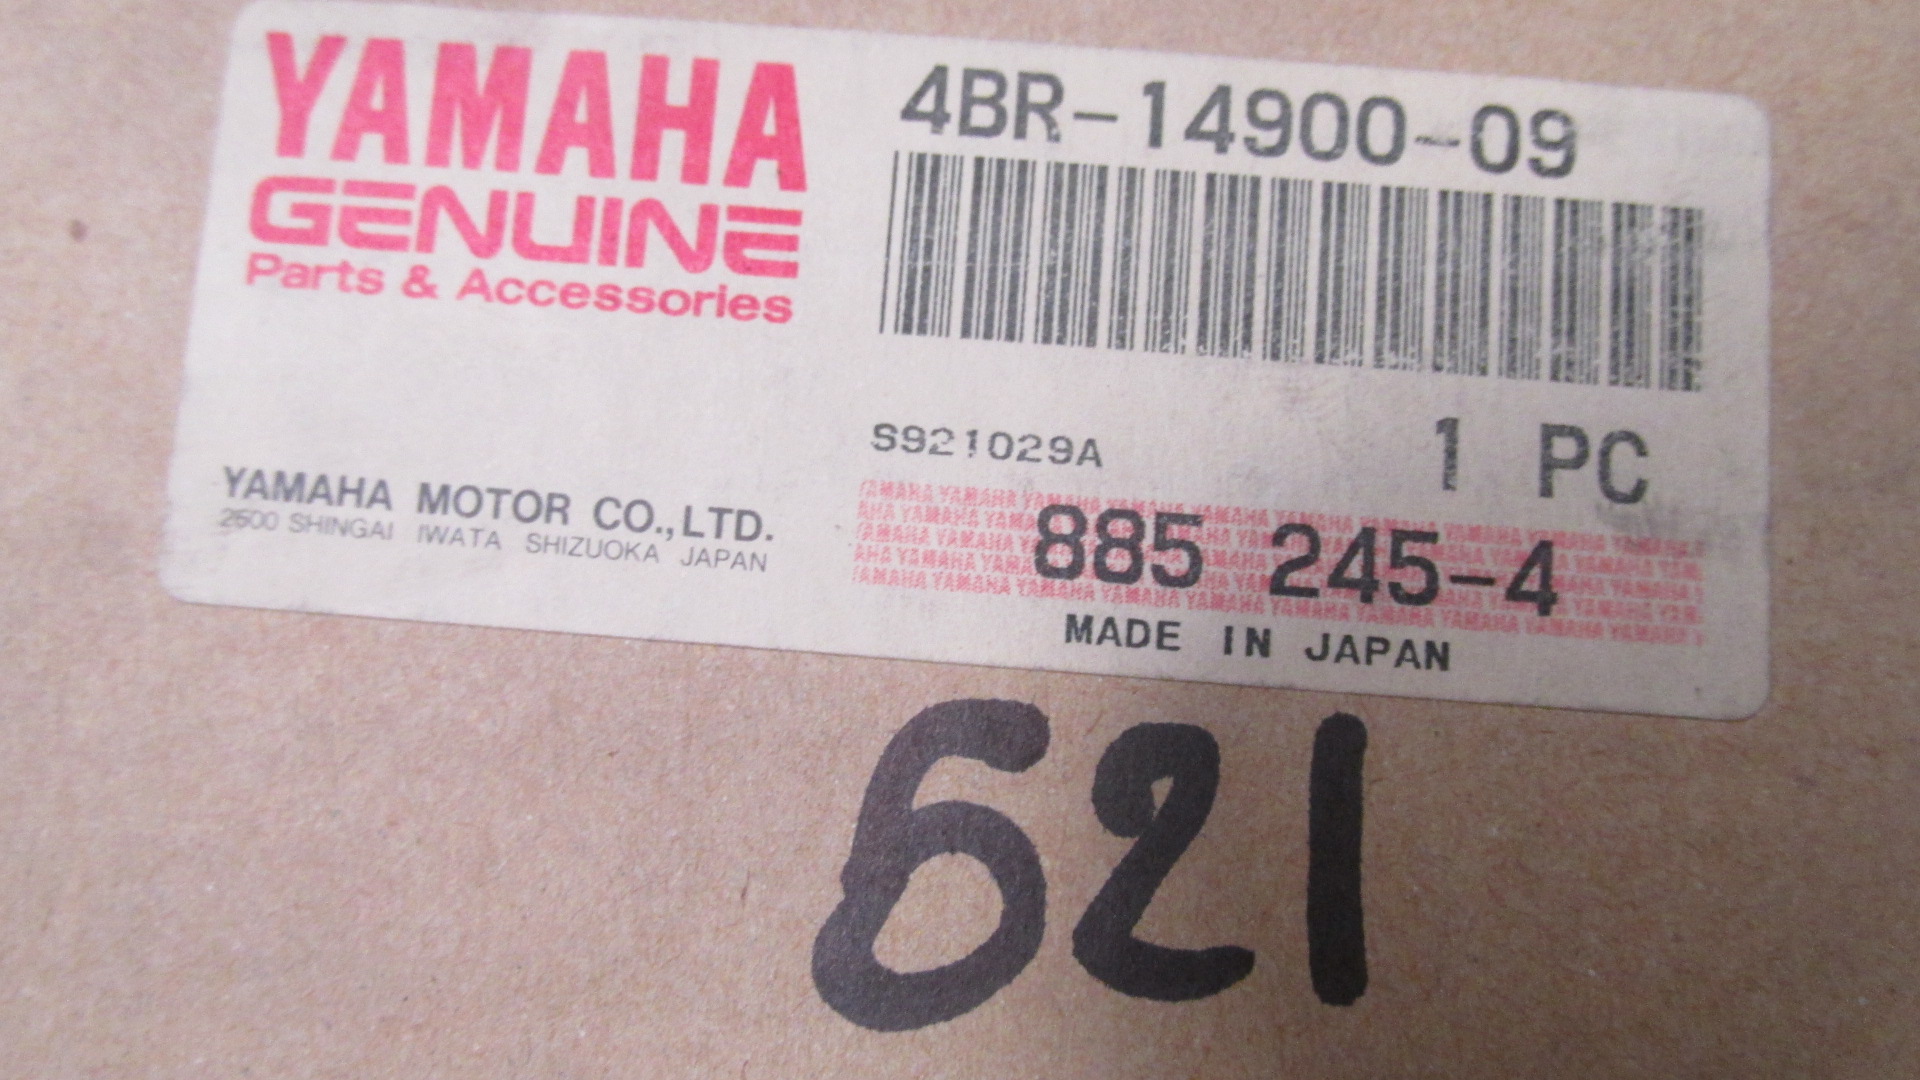 YAMAHA
GENUINE
Parts & Accessories
4BR-14900-09
S921029A
1 PC
YAMAHA MOTOR CO.,LTD.
2500 SHINGAI IWATA SHIZUOKA JAPAN
885 245-4
MADE IN JAPAN
621